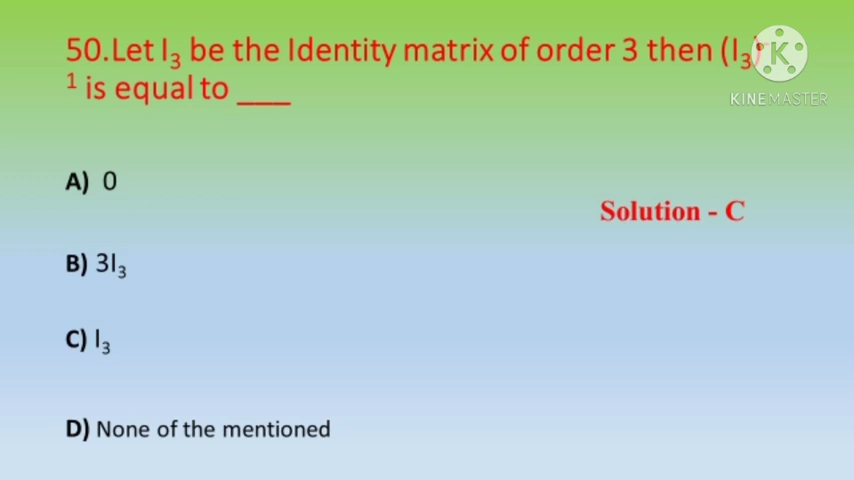 50.Let I₃ be the Identity matrix of order 3 then (I₃)⁻
¹ is equal to ___
KINEMASTER
A) 0
Solution - C
B) 3I₃
C) I₃
D) None of the mentioned